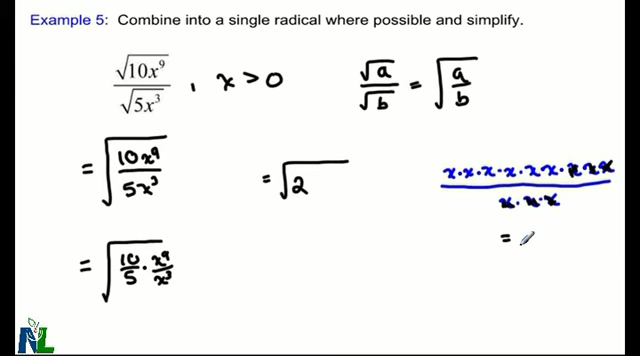 Example 5: Combine into a single radical where possible and simplify.
√10x⁹ / √5x³ , x > 0
√a / √b = √(a/b)
= √(10x⁹ / 5x³)
= √2
x·x·x·x·x x·x x x / x·x·x
=
= √(10/5 · x⁹/x³)
NL